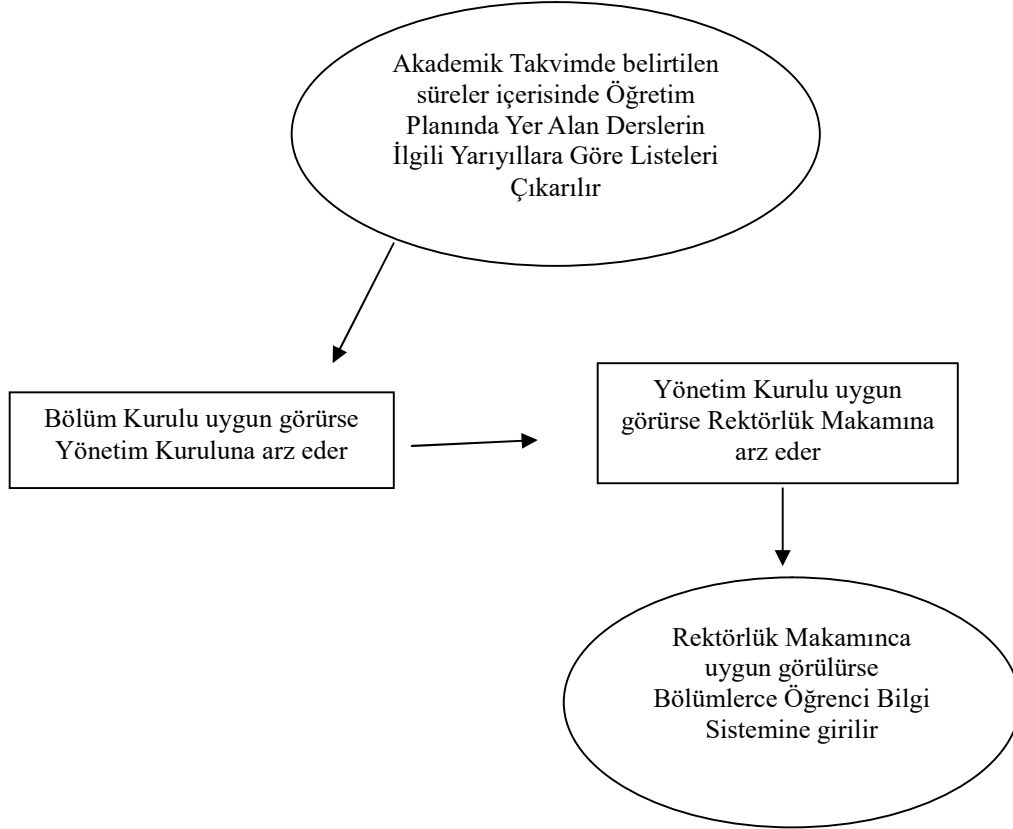 Akademik Takvimde belirtilen
süreler içerisinde Öğretim
Planında Yer Alan Derslerin
İlgili Yarıyıllara Göre Listeleri
Çıkarılır
Bölüm Kurulu uygun görürse
Yönetim Kuruluna arz eder
Yönetim Kurulu uygun
görürse Rektörlük Makamına
arz eder
Rektörlük Makamınca
uygun görülürse
Bölümlerce Öğrenci Bilgi
Sistemine girilir